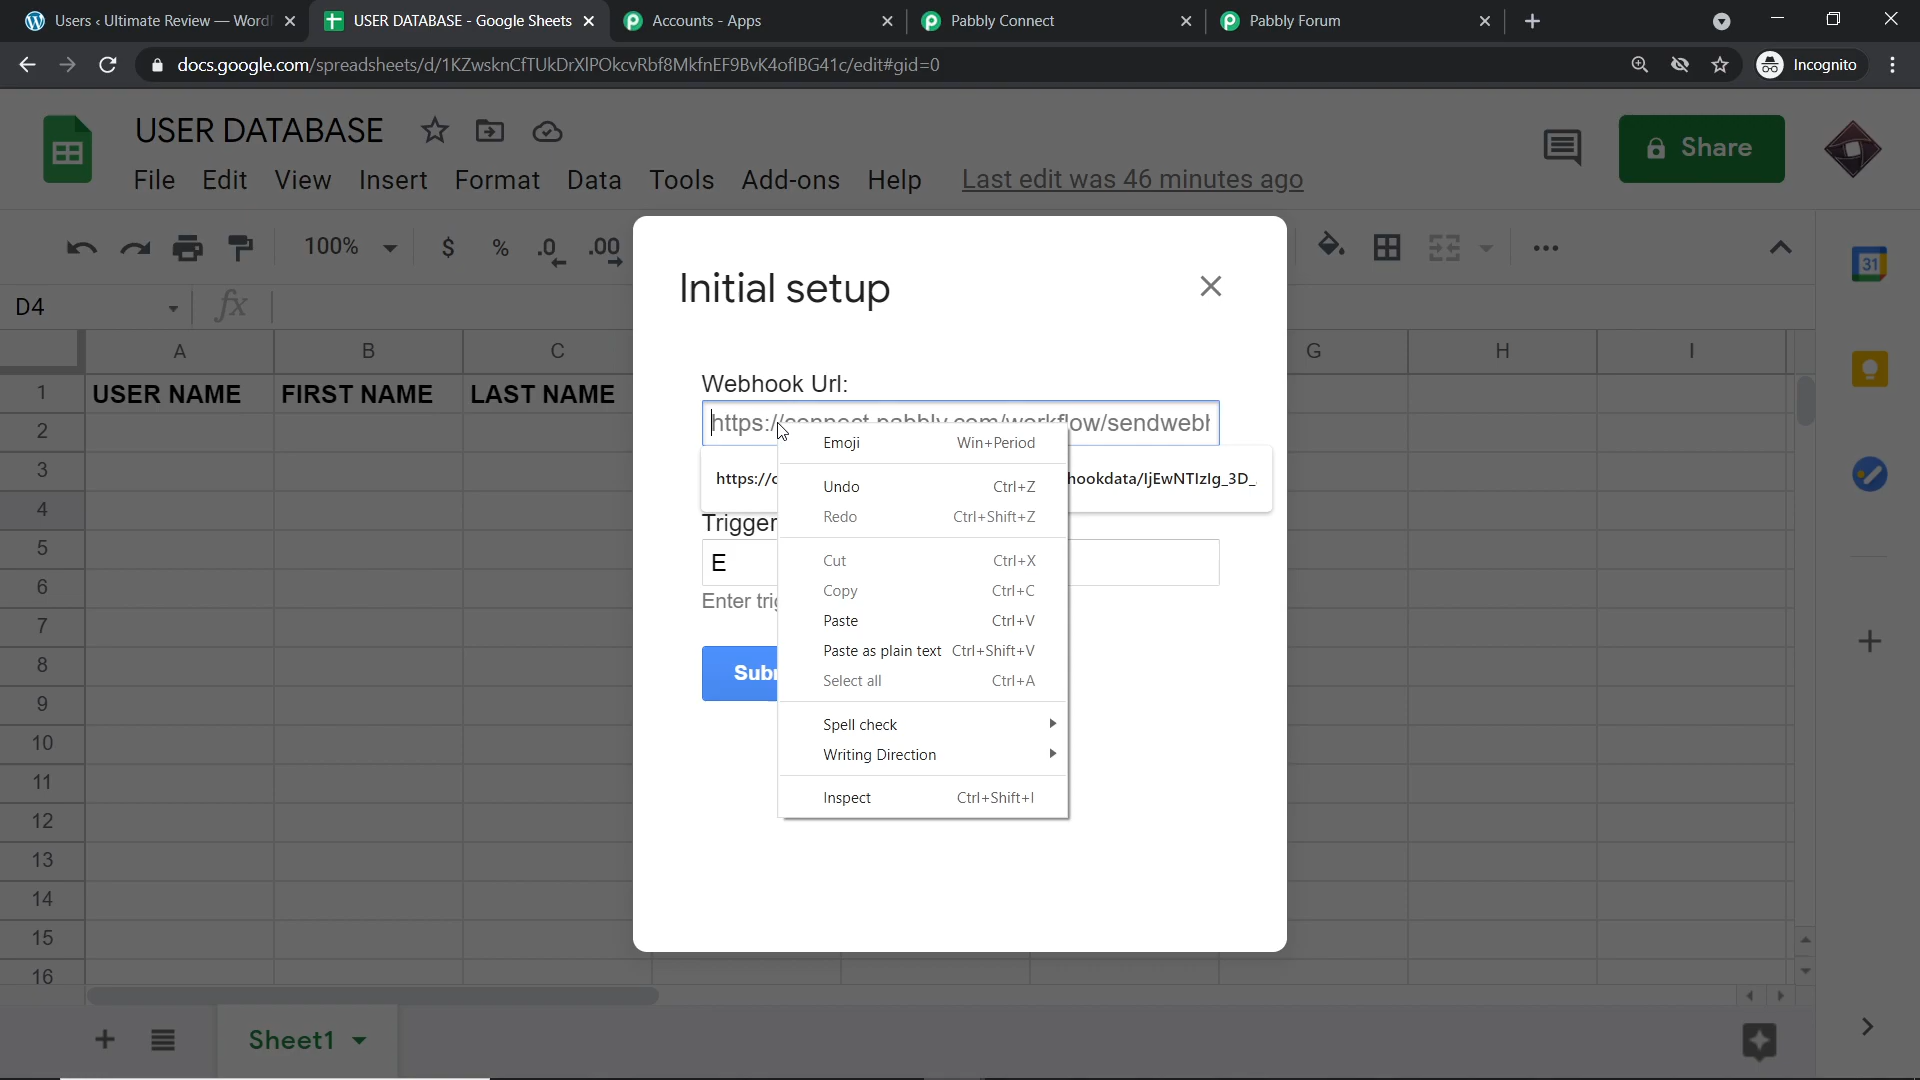 Users ‹ Ultimate Review — Word
USER DATABASE - Google Sheets
Accounts - Apps
Pabbly Connect
Pabbly Forum
docs.google.com/spreadsheets/d/1KZwsknCfTUkDrXlPOkcvRbf8MkfnEF9BvK4oflBG41c/edit#gid=0
Incognito
USER DATABASE
Share
File Edit View Insert Format Data Tools Add-ons Help Last edit was 46 minutes ago
100% $ % .0 .00
31
D4 fx
A B C G H I
1 USER NAME FIRST NAME LAST NAME
2
3
4
5
6
7
8
9
10
11
12
13
14
15
16
Initial setup
Webhook Url:
https://connect.pabbly.com/workflow/sendwebh
https://c hookdata/IjEwNTIzIg_3D_
Trigger
E
Enter trig
Subr
Emoji Win+Period
Undo Ctrl+Z
Redo Ctrl+Shift+Z
Cut Ctrl+X
Copy Ctrl+C
Paste Ctrl+V
Paste as plain text Ctrl+Shift+V
Select all Ctrl+A
Spell check
Writing Direction
Inspect Ctrl+Shift+I
Sheet1